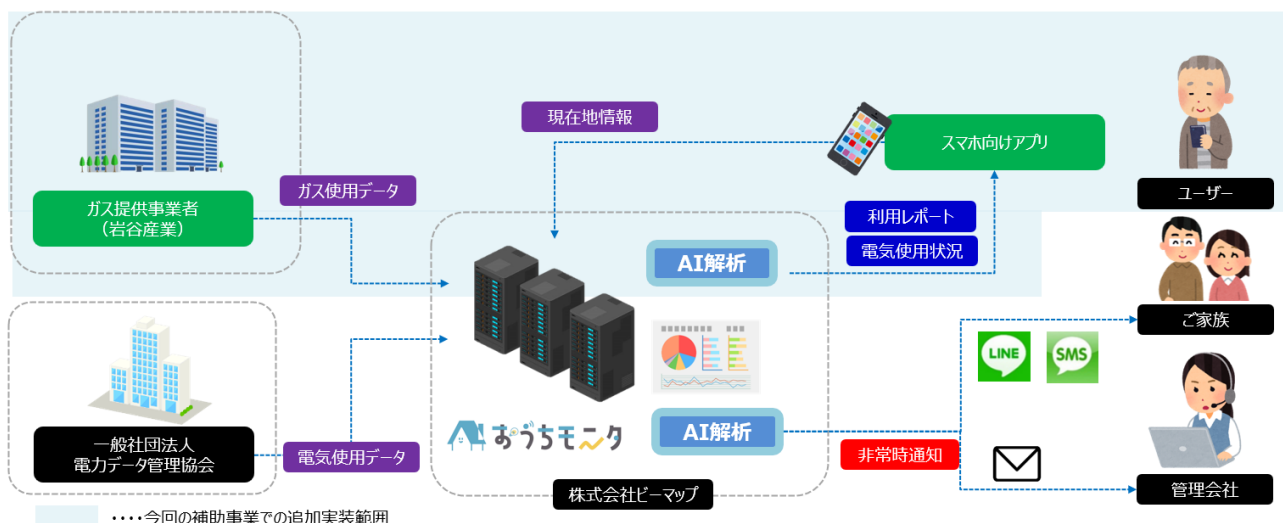 現在地情報
スマホ向けアプリ
ユーザー
ガス使用データ
ガス提供事業者
(岩谷産業)
利用レポート
電気使用状況
AI解析
ご家族
LINE
SMS
一般社団法人
電力データ管理協会
電気使用データ
おうちモニタ
AI解析
非常時通知
管理会社
株式会社ビーマップ
・・・・今回の補助事業での追加実装範囲